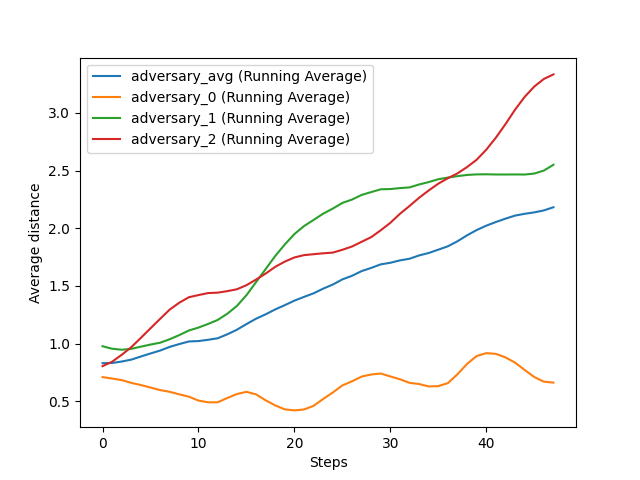 adversary_avg (Running Average)
adversary_0 (Running Average)
adversary_1 (Running Average)
adversary_2 (Running Average)
3.0
2.5
2.0
1.5
1.0
0.5
Average distance
0 10 20 30 40
Steps